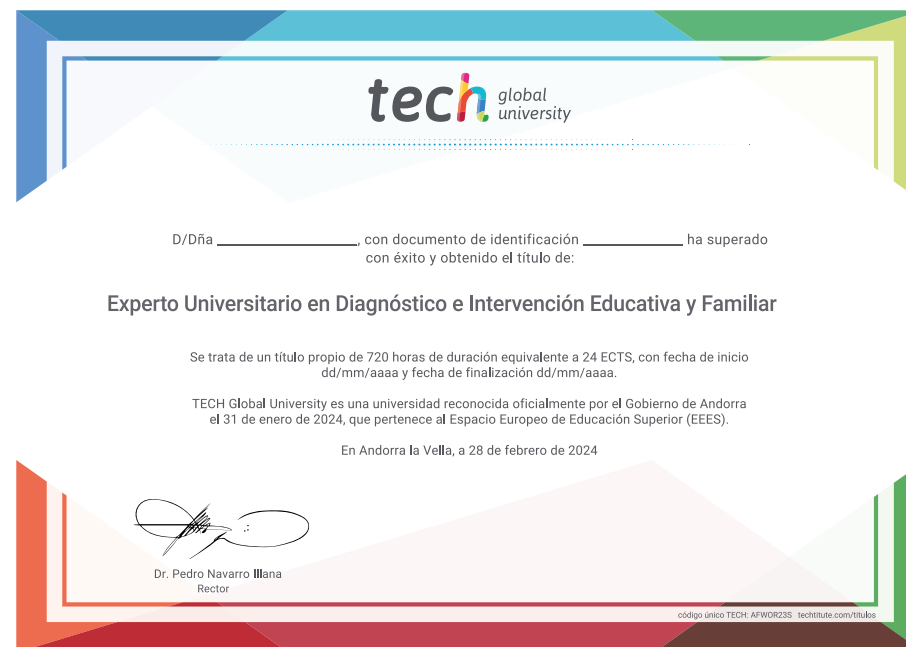 tech global university
D/Dña ______________, con documento de identificación __________ ha superado
con éxito y obtenido el título de:
Experto Universitario en Diagnóstico e Intervención Educativa y Familiar
Se trata de un título propio de 720 horas de duración equivalente a 24 ECTS, con fecha de inicio
dd/mm/aaaa y fecha de finalización dd/mm/aaaa.
TECH Global University es una universidad reconocida oficialmente por el Gobierno de Andorra
el 31 de enero de 2024, que pertenece al Espacio Europeo de Educación Superior (EEES).
En Andorra la Vella, a 28 de febrero de 2024
Dr. Pedro Navarro Illana
Rector
código único TECH: AFWOR23S techtitute.com/titulos